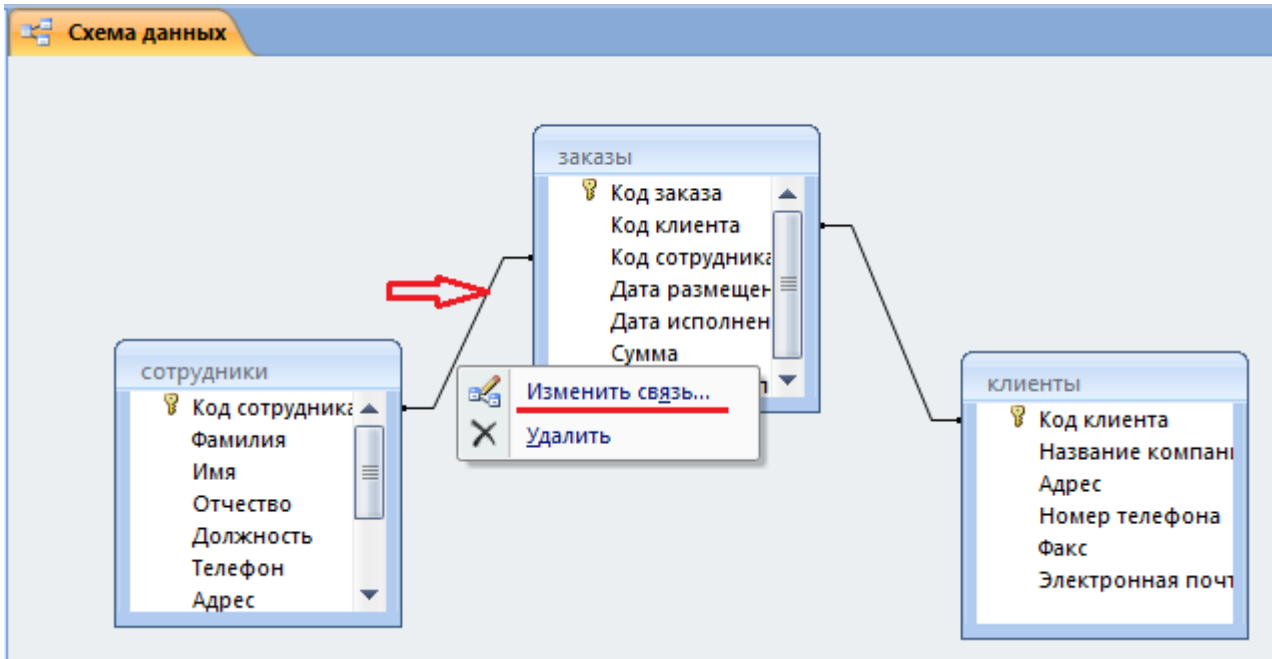 Схема данных
заказы
Код заказа
Код клиента
Код сотрудника
Дата размещен
Дата исполнен
Сумма
сотрудники
Код сотрудника
Фамилия
Имя
Отчество
Должность
Телефон
Адрес
Изменить связь...
Удалить
клиенты
Код клиента
Название компани
Адрес
Номер телефона
Факс
Электронная почт